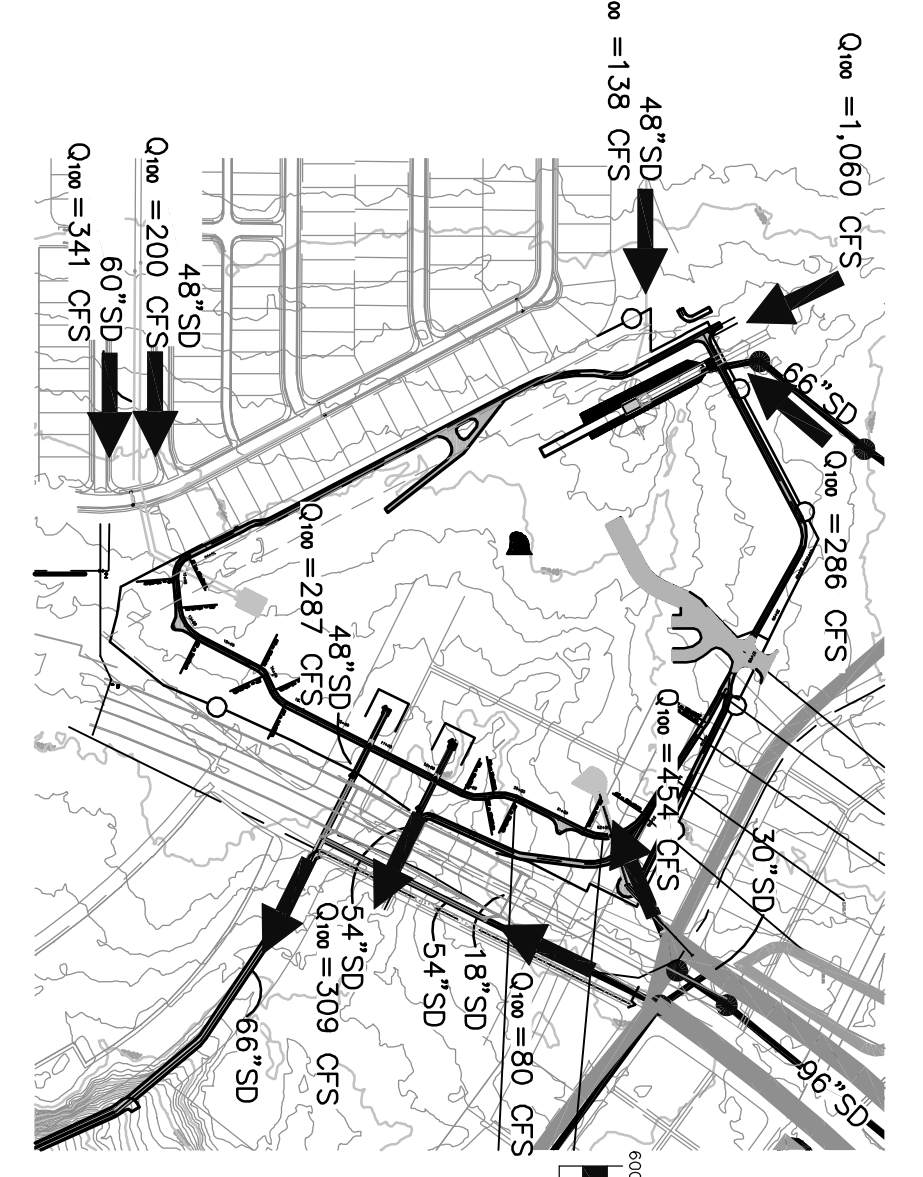 Q100 =1,060 CFS
48"SD
=138 CFS
48"SD
Q100 =200 CFS
60"SD
Q100 =341 CFS
66"SD
Q100 =286 CFS
Q100 =287 CFS
48"SD
Q100 =454 CFS
30"SD
54"SD
Q100 =309 CFS
18"SD
54"SD
Q100 =80 CFS
66"SD
96"SD
600